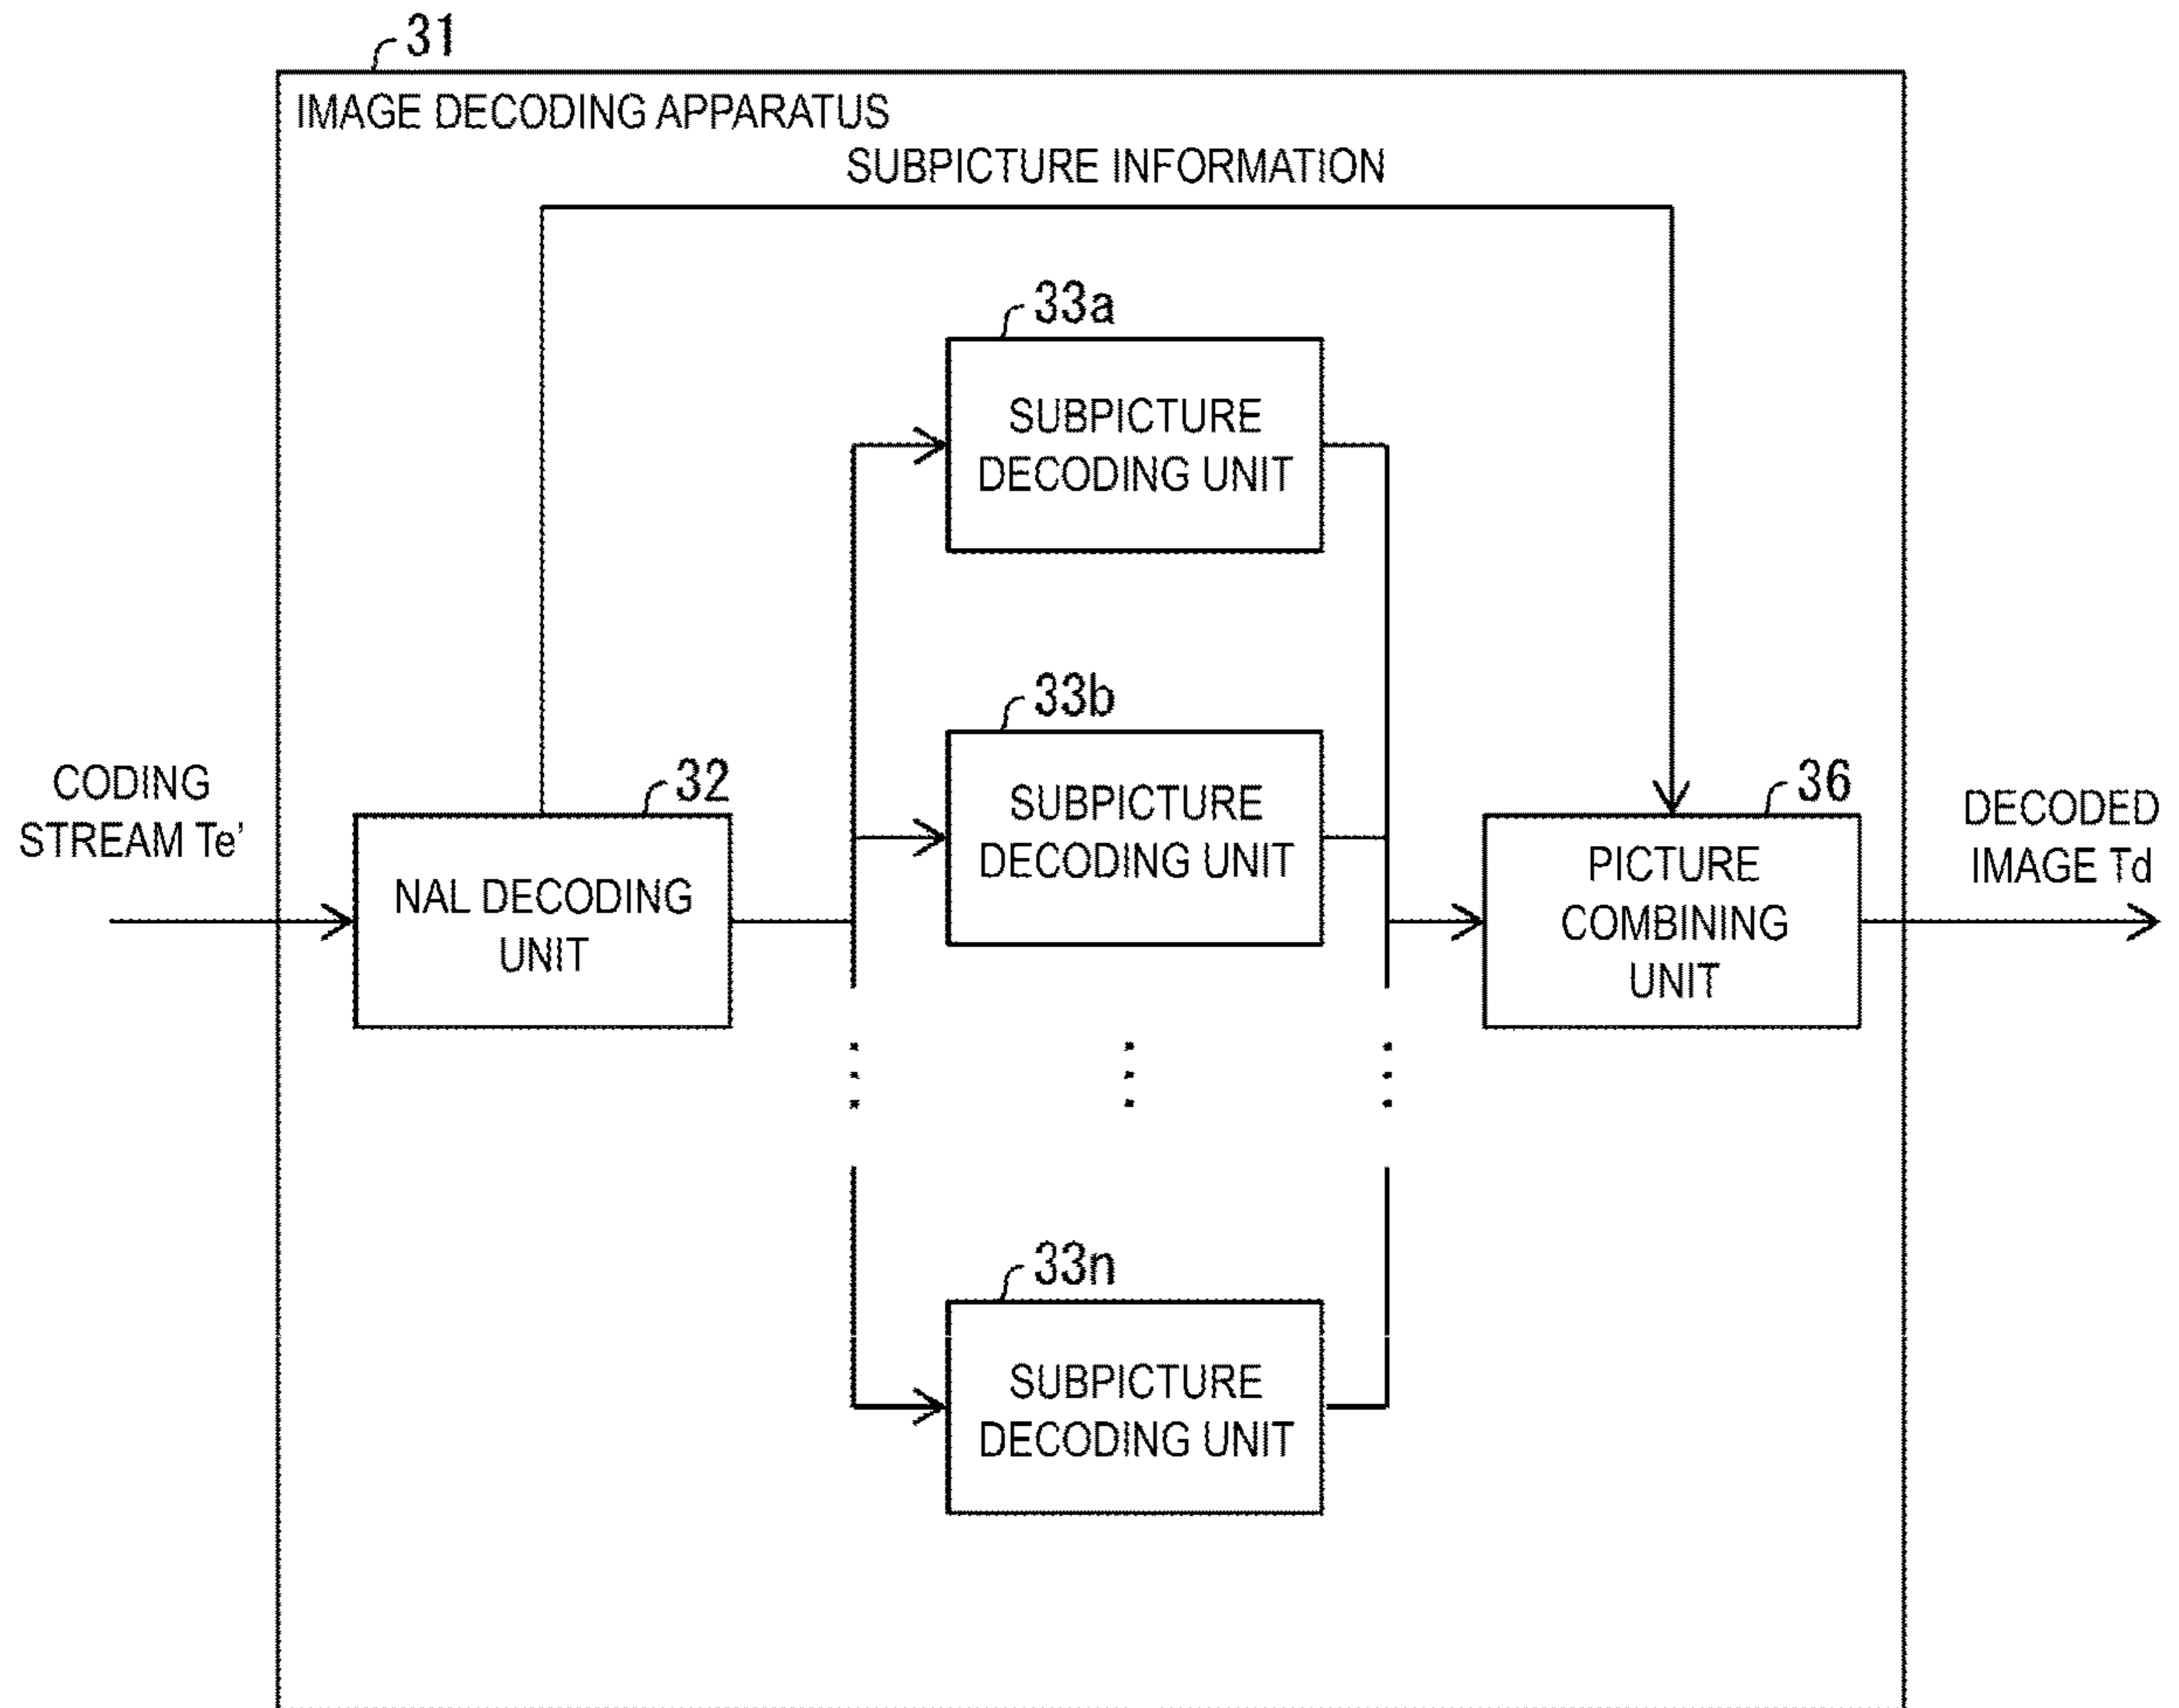 31
IMAGE DECODING APPARATUS
SUBPICTURE INFORMATION
33a
SUBPICTURE
DECODING UNIT
33b
SUBPICTURE
DECODING UNIT
CODING
STREAM Te’
32
NAL DECODING
UNIT
36
PICTURE
COMBINING
UNIT
DECODED
IMAGE Td
33n
SUBPICTURE
DECODING UNIT